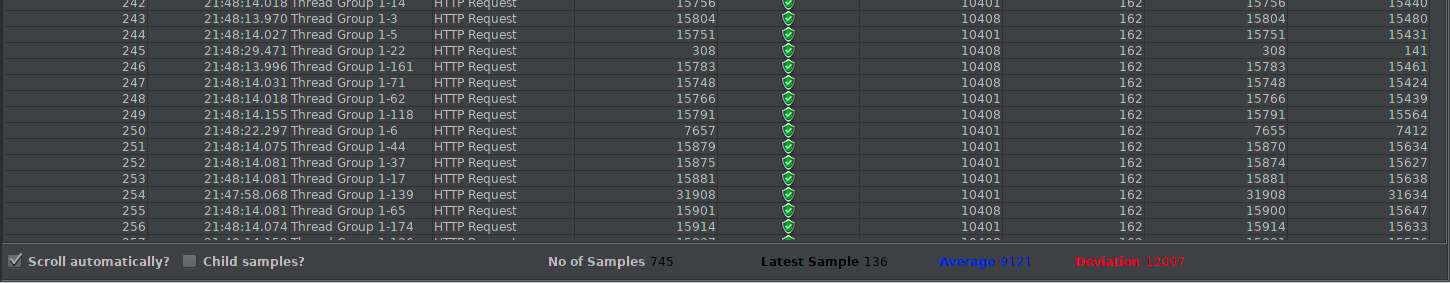 242 21:48:14.018 Thread Group 1-14 HTTP Request 15756 10401 162 15756 15440
243 21:48:13.970 Thread Group 1-3 HTTP Request 15804 10408 162 15804 15480
244 21:48:14.027 Thread Group 1-5 HTTP Request 15751 10401 162 15751 15431
245 21:48:29.471 Thread Group 1-22 HTTP Request 308 10408 162 308 141
246 21:48:13.996 Thread Group 1-161 HTTP Request 15783 10408 162 15783 15461
247 21:48:14.031 Thread Group 1-71 HTTP Request 15748 10408 162 15748 15424
248 21:48:14.018 Thread Group 1-62 HTTP Request 15766 10401 162 15766 15439
249 21:48:14.155 Thread Group 1-118 HTTP Request 15791 10408 162 15791 15564
250 21:48:22.297 Thread Group 1-6 HTTP Request 7657 10401 162 7655 7412
251 21:48:14.075 Thread Group 1-44 HTTP Request 15879 10401 162 15870 15634
252 21:48:14.081 Thread Group 1-37 HTTP Request 15875 10401 162 15874 15627
253 21:48:14.081 Thread Group 1-17 HTTP Request 15881 10401 162 15881 15638
254 21:47:58.068 Thread Group 1-139 HTTP Request 31908 10401 162 31908 31634
255 21:48:14.081 Thread Group 1-65 HTTP Request 15901 10408 162 15900 15647
256 21:48:14.074 Thread Group 1-174 HTTP Request 15914 10401 162 15914 15633
Scroll automatically? Child samples? No of Samples 745 Latest Sample 136 Average 9121 Deviation 12097